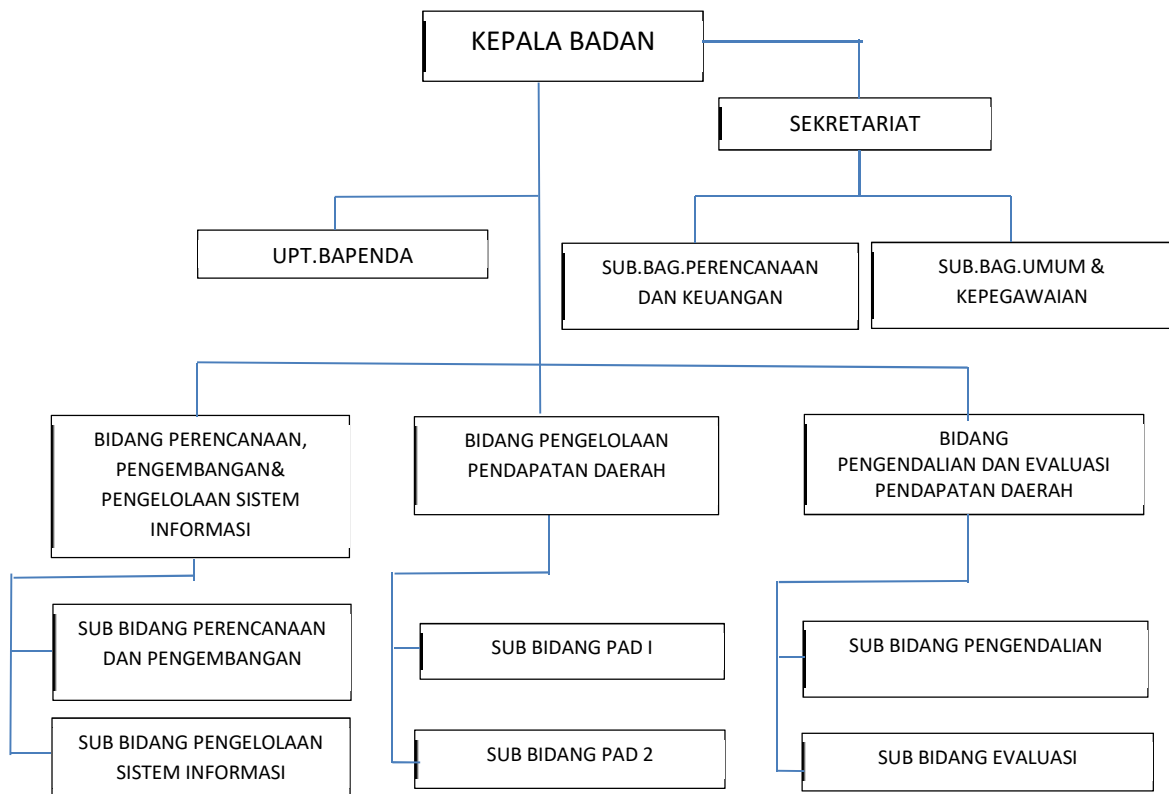 KEPALA BADAN
SEKRETARIAT
UPT.BAPENDA
SUB.BAG.PERENCANAAN
DAN KEUANGAN
SUB.BAG.UMUM &
KEPEGAWAIAN
BIDANG PERENCANAAN,
PENGEMBANGAN&
PENGELOLAAN SISTEM
INFORMASI
BIDANG PENGELOLAAN
PENDAPATAN DAERAH
BIDANG
PENGENDALIAN DAN EVALUASI
PENDAPATAN DAERAH
SUB BIDANG PERENCANAAN
DAN PENGEMBANGAN
SUB BIDANG PAD I
SUB BIDANG PENGENDALIAN
SUB BIDANG PENGELOLAAN
SISTEM INFORMASI
SUB BIDANG PAD 2
SUB BIDANG EVALUASI